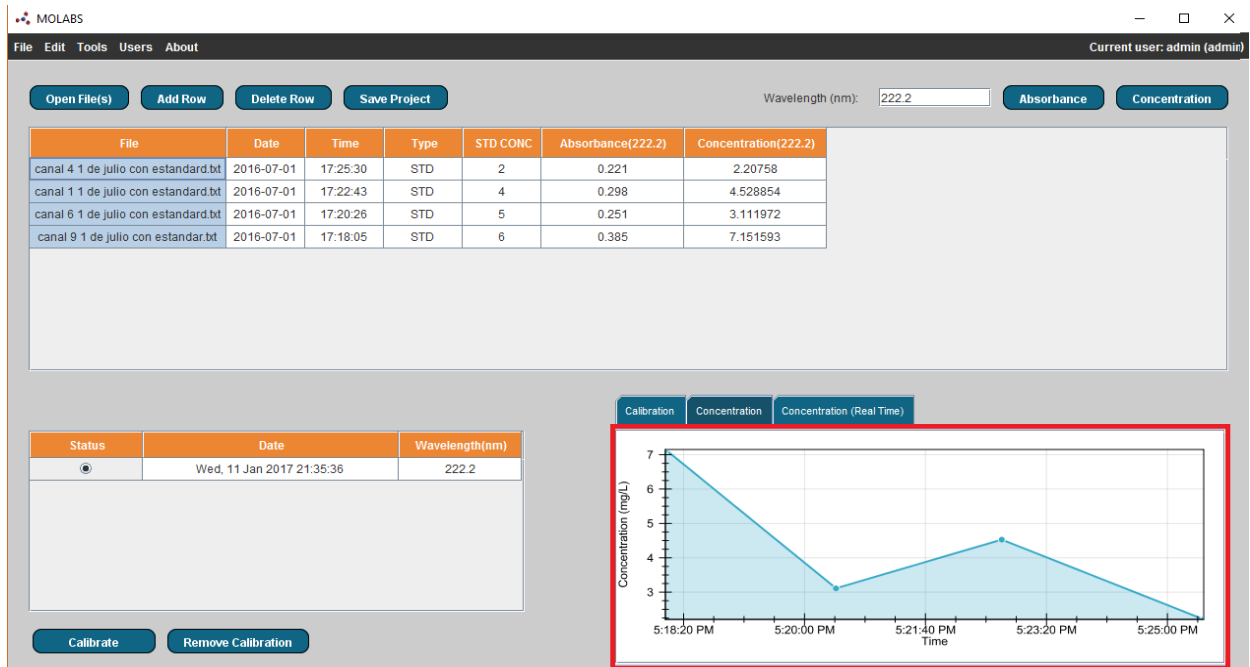 MOLABS
File Edit Tools Users About Current user: admin (admin)
Open File(s) Add Row Delete Row Save Project Wavelength (nm): 222.2 Absorbance Concentration
File Date Time Type STD CONC Absorbance(222.2) Concentration(222.2)
canal 4 1 de julio con estandard.txt 2016-07-01 17:25:30 STD 2 0.221 2.20758
canal 1 1 de julio con estandard.txt 2016-07-01 17:22:43 STD 4 0.298 4.528854
canal 6 1 de julio con estandard.txt 2016-07-01 17:20:26 STD 5 0.251 3.111972
canal 9 1 de julio con estandar.txt 2016-07-01 17:18:05 STD 6 0.385 7.151593
Calibration Concentration Concentration (Real Time)
Status Date Wavelength(nm)
Wed, 11 Jan 2017 21:35:36 222.2
Calibrate Remove Calibration
Concentration (mg/L)
7
6
5
4
3
5:18:20 PM 5:20:00 PM 5:21:40 PM 5:23:20 PM 5:25:00 PM
Time